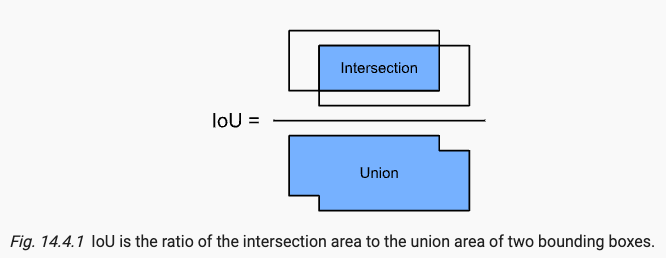 Intersection
IoU =
Union
Fig. 14.4.1 IoU is the ratio of the intersection area to the union area of two bounding boxes.